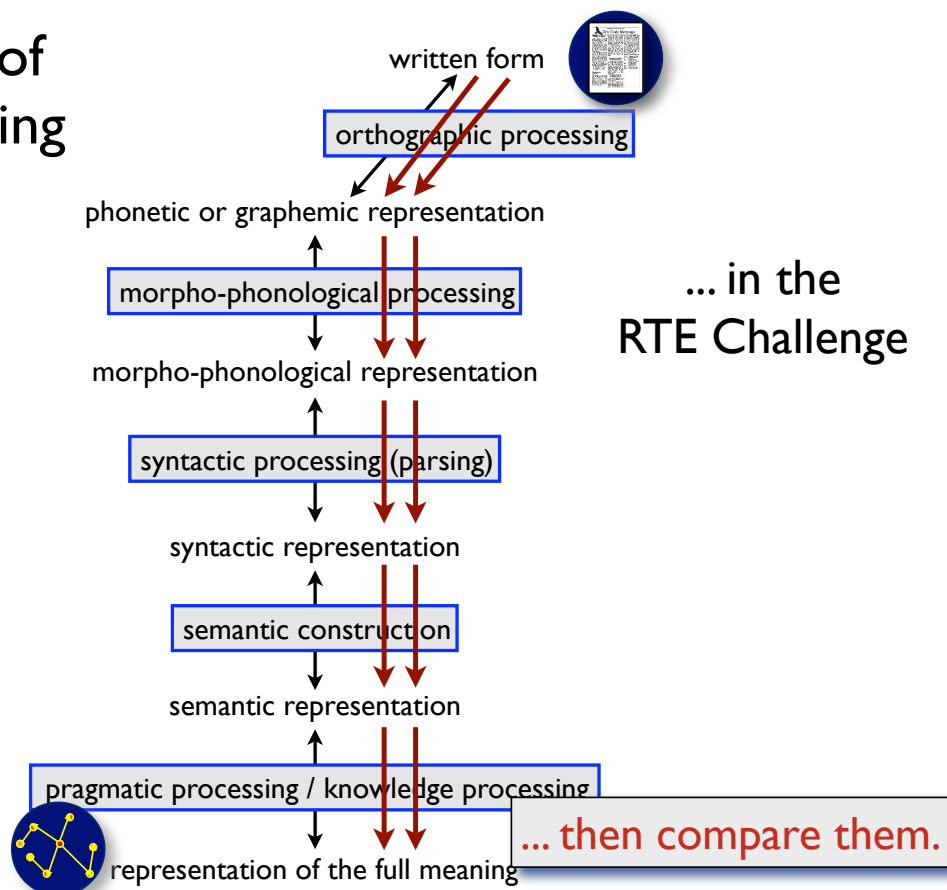 of
ing
written form
orthographic processing
phonetic or graphemic representation
morpho-phonological processing
... in the
RTE Challenge
morpho-phonological representation
syntactic processing (parsing)
syntactic representation
semantic construction
semantic representation
pragmatic processing / knowledge processing
... then compare them.
representation of the full meaning